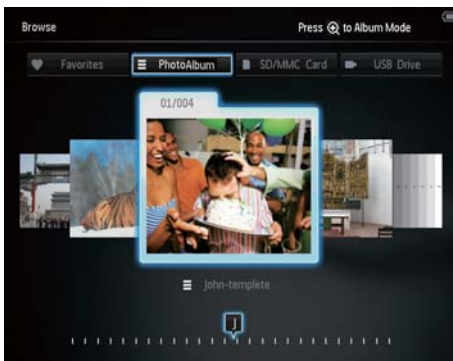 Browse
Press to Album Mode
Favorites
PhotoAlbum
SD/MMC Card
USB Drive
01/004
John-templete
J